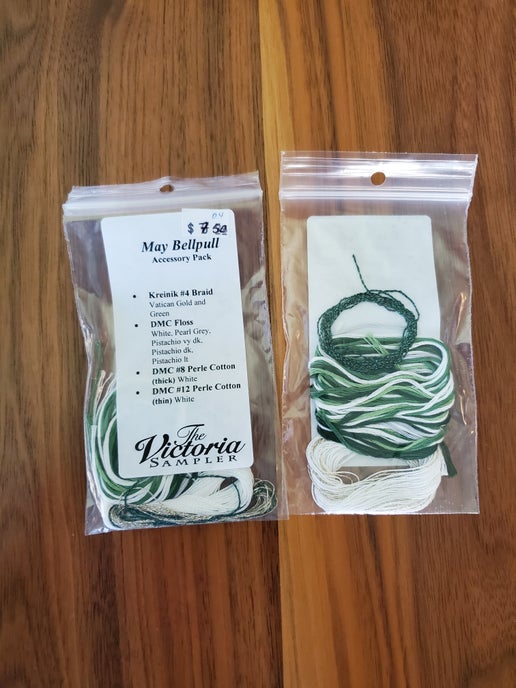 04
$ 7.50
May Bellpull
Accessory Pack
• Kreinik #4 Braid
Vatican Gold and
Green
• DMC Floss
White, Pearl Grey,
Pistachio vy dk,
Pistachio dk,
Pistachio lt
• DMC #8 Perle Cotton
(thick) White
• DMC #12 Perle Cotton
(thin) White
The
Victoria
SAMPLER